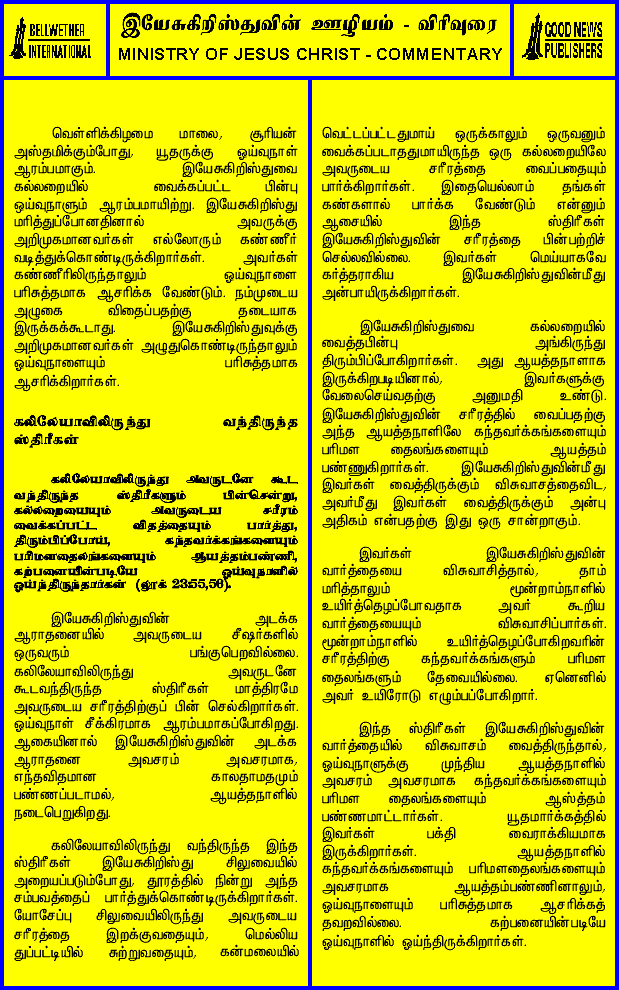 BELLWETHER
INTERNATIONAL
இயேசுகிறிஸ்துவின் ஊழியம் - விரிவுரை
MINISTRY OF JESUS CHRIST - COMMENTARY
GOOD NEWS
PUBLISHERS
வெள்ளிக்கிழமை மாலை, சூரியன்
அஸ்தமிக்கும்போது, யூதருக்கு ஓய்வுநாள்
ஆரம்பமாகும். இயேசுகிறிஸ்துவை
கல்லறையில் வைக்கப்பட்ட பின்பு
ஓய்வுநாளும் ஆரம்பமாயிற்று. இயேசுகிறிஸ்து
மரித்துப்போனதினால் அவருக்கு
அறிமுகமானவர்கள் எல்லோரும் கண்ணீர்
வடித்துக்கொண்டிருக்கிறார்கள். அவர்கள்
கண்ணீரிலிருந்தாலும் ஓய்வுநாளை
பரிசுத்தமாக ஆசரிக்க வேண்டும். நம்முடைய
அழுகை விதைப்பதற்கு தடையாக
இருக்கக்கூடாது. இயேசுகிறிஸ்துவுக்கு
அறிமுகமானவர்கள் அழுதுகொண்டிருந்தாலும்
ஓய்வுநாளையும் பரிசுத்தமாக
ஆசரிக்கிறார்கள்.
கலிலேயாவிலிருந்து வந்திருந்த
ஸ்திரீகள்
கலிலேயாவிலிருந்து அவருடனே கூட
வந்திருந்த ஸ்திரீகளும் பின்சென்று,
கல்லறையையும் அவருடைய சரீரம்
வைக்கப்பட்ட விதத்தையும் பார்த்து,
திரும்பிப்போய், கந்தவர்க்கங்களையும்
பரிமளதைலங்களையும் ஆயத்தம்பண்ணி,
கற்பனையின்படியே ஓய்வுநாளில்
ஓய்ந்திருந்தார்கள் (லூக் 23:55,56).
இயேசுகிறிஸ்துவின் அடக்க
ஆராதனையில் அவருடைய சீஷர்களில்
ஒருவரும் பங்குபெறவில்லை.
கலிலேயாவிலிருந்து அவருடனே
கூடவந்திருந்த ஸ்திரீகள் மாத்திரமே
அவருடைய சரீரத்திற்குப் பின் செல்கிறார்கள்.
ஓய்வுநாள் சீக்கிரமாக ஆரம்பமாகப்போகிறது.
ஆகையினால் இயேசுகிறிஸ்துவின் அடக்க
ஆராதனை அவசரம் அவசரமாக,
எந்தவிதமான காலதாமதமும்
பண்ணப்படாமல், ஆயத்தநாளில்
நடைபெறுகிறது.
கலிலேயாவிலிருந்து வந்திருந்த இந்த
ஸ்திரீகள் இயேசுகிறிஸ்து சிலுவையில்
அறையப்படும்போது, தூரத்தில் நின்று அந்த
சம்பவத்தைப் பார்த்துக்கொண்டிருக்கிறார்கள்.
யோசேப்பு சிலுவையிலிருந்து அவருடைய
சரீரத்தை இறக்குவதையும், மெல்லிய
துப்பட்டியில் சுற்றுவதையும், கன்மலையில்
வெட்டப்பட்டதுமாய் ஒருக்காலும் ஒருவனும்
வைக்கப்படாததுமாயிருந்த ஒரு கல்லறையிலே
அவருடைய சரீரத்தை வைப்பதையும்
பார்க்கிறார்கள். இதையெல்லாம் தங்கள்
கண்களால் பார்க்க வேண்டும் என்னும்
ஆசையில் இந்த ஸ்திரீகள்
இயேசுகிறிஸ்துவின் சரீரத்தை பின்பற்றிச்
செல்லவில்லை. இவர்கள் மெய்யாகவே
கர்த்தராகிய இயேசுகிறிஸ்துவின்மீது
அன்பாயிருக்கிறார்கள்.
இயேசுகிறிஸ்துவை கல்லறையில்
வைத்தபின்பு அங்கிருந்து
திரும்பிப்போகிறார்கள். அது ஆயத்தநாளாக
இருக்கிறபடியினால், இவர்களுக்கு
வேலைசெய்வதற்கு அனுமதி உண்டு.
இயேசுகிறிஸ்துவின் சரீரத்தில் வைப்பதற்கு
அந்த ஆயத்தநாளிலே கந்தவர்க்கங்களையும்
பரிமள தைலங்களையும் ஆயத்தம்
பண்ணுகிறார்கள். இயேசுகிறிஸ்துவின்மீது
இவர்கள் வைத்திருக்கும் விசுவாசத்தைவிட,
அவர்மீது இவர்கள் வைத்திருக்கும் அன்பு
அதிகம் என்பதற்கு இது ஒரு சான்றாகும்.
இவர்கள் இயேசுகிறிஸ்துவின்
வார்த்தையை விசுவாசித்தால், தாம்
மரித்தாலும் மூன்றாம்நாளில்
உயிர்த்தெழப்போவதாக அவர் கூறிய
வார்த்தையையும் விசுவாசிப்பார்கள்.
மூன்றாம்நாளில் உயிர்த்தெழப்போகிறவரின்
சரீரத்திற்கு கந்தவர்க்கங்களும் பரிமள
தைலங்களும் தேவையில்லை. ஏனெனில்
அவர் உயிரோடு எழும்பப்போகிறார்.
இந்த ஸ்திரீகள் இயேசுகிறிஸ்துவின்
வார்த்தையில் விசுவாசம் வைத்திருந்தால்,
ஓய்வுநாளுக்கு முந்திய ஆயத்தநாளில்
அவசரம் அவசரமாக கந்தவர்க்கங்களையும்
பரிமள தைலங்களையும் ஆஸ்த்தம்
பண்ணமாட்டார்கள். யூதமார்க்கத்தில்
இவர்கள் பக்தி வைராக்கியமாக
இருக்கிறார்கள். ஆயத்தநாளில்
கந்தவர்க்கங்களையும் பரிமளதைலங்களையும்
அவசரமாக ஆயத்தம்பண்ணினாலும்,
ஓய்வுநாளையும் பரிசுத்தமாக ஆசரிக்கத்
தவறவில்லை. கற்பனையின்படியே
ஓய்வுநாளில் ஓய்ந்திருக்கிறார்கள்.